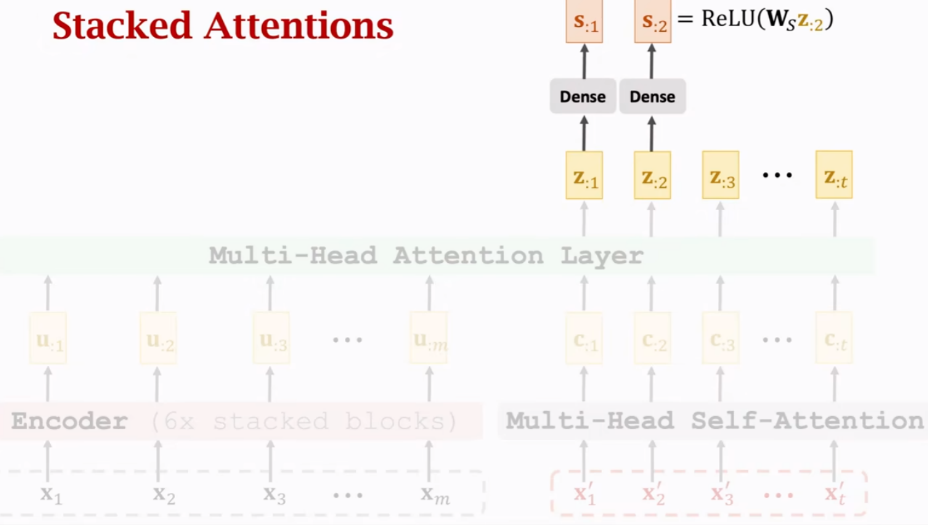 Stacked Attentions
s:1 s:2 = ReLU(W_S z:2)
Dense Dense
z:1 z:2 z:3 ... z:t
Multi-Head Attention Layer
u:1 u:2 u:3 ... u:m c:1 c:2 c:3 ... c:t
Encoder (6x stacked blocks) Multi-Head Self-Attention
x1 x2 x3 ... xm x′1 x′2 x′3 ... x′t